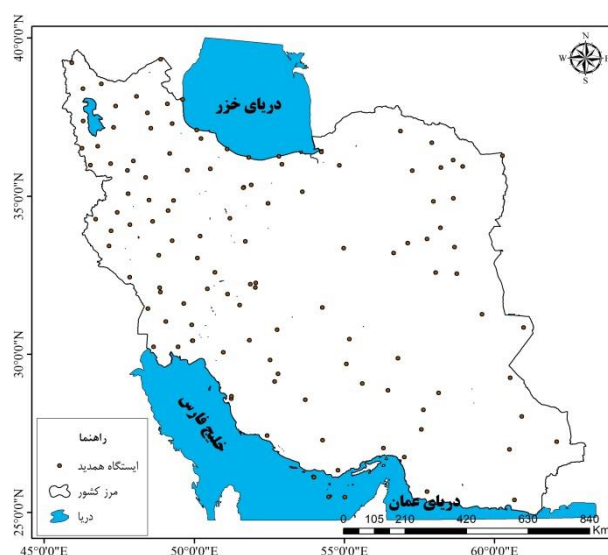 40°0'0"N
35°0'0"N
30°0'0"N
25°0'0"N
N
W
E
S
دریای خزر
خلیج فارس
دریای عمان
راهنما
ایستگاه همدید
مرز کشور
دریا
0 105 210 420 630 840
Km
45°0'0"E 50°0'0"E 55°0'0"E 60°0'0"E